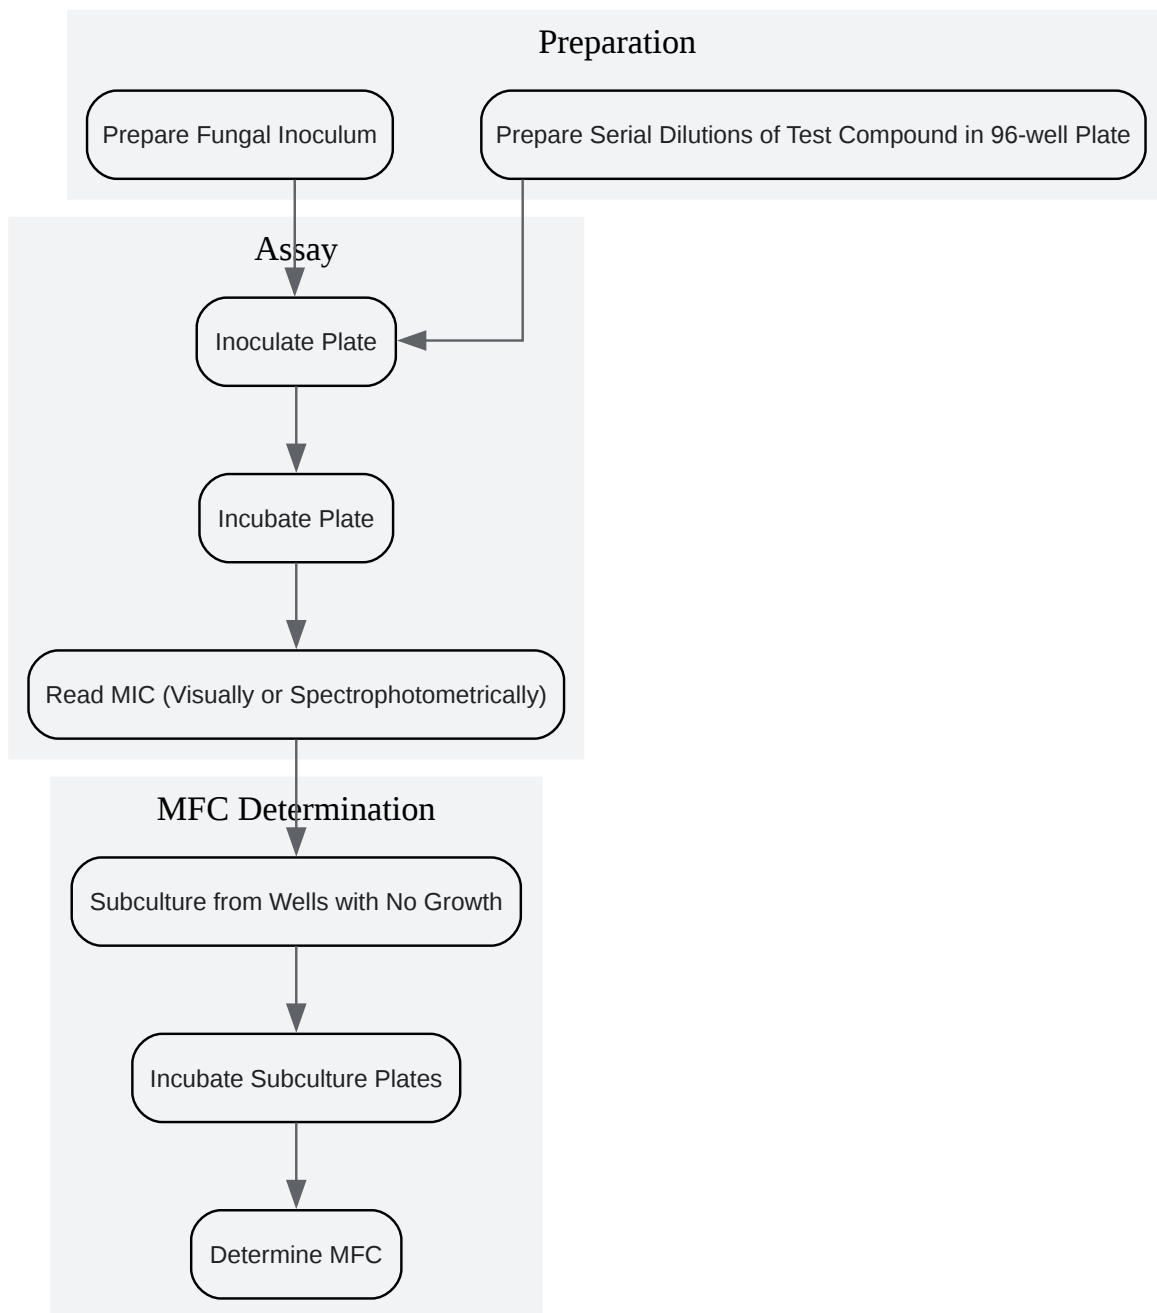 Preparation
Prepare Fungal Inoculum
Prepare Serial Dilutions of Test Compound in 96-well Plate
Assay
Inoculate Plate
Incubate Plate
Read MIC (Visually or Spectrophotometrically)
MFC Determination
Subculture from Wells with No Growth
Incubate Subculture Plates
Determine MFC